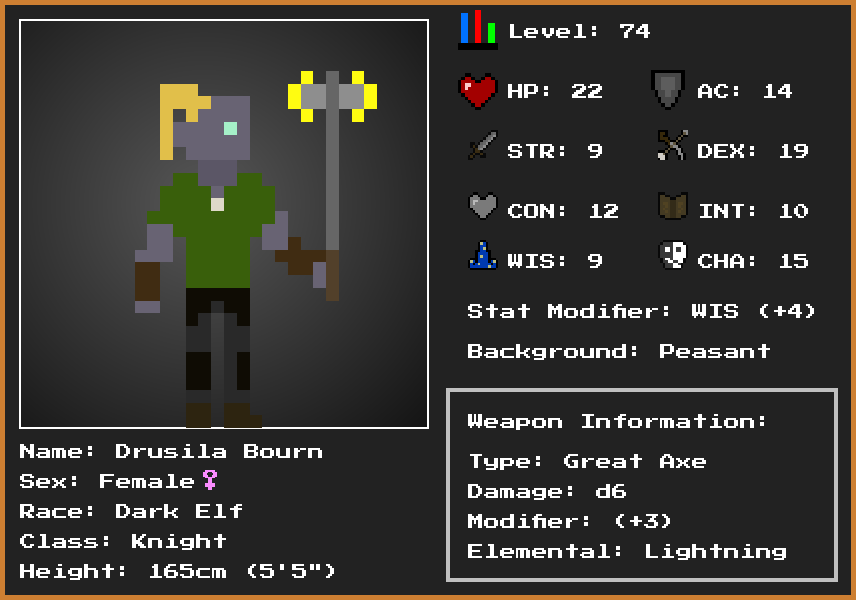 Level: 74
HP: 22
AC: 14
STR: 9
DEX: 19
CON: 12
INT: 10
WIS: 9
CHA: 15
Stat Modifier: WIS (+4)
Background: Peasant
Weapon Information:
Type: Great Axe
Damage: d6
Modifier: (+3)
Elemental: Lightning
Name: Drusila Bourn
Sex: Female♀
Race: Dark Elf
Class: Knight
Height: 165cm (5'5")